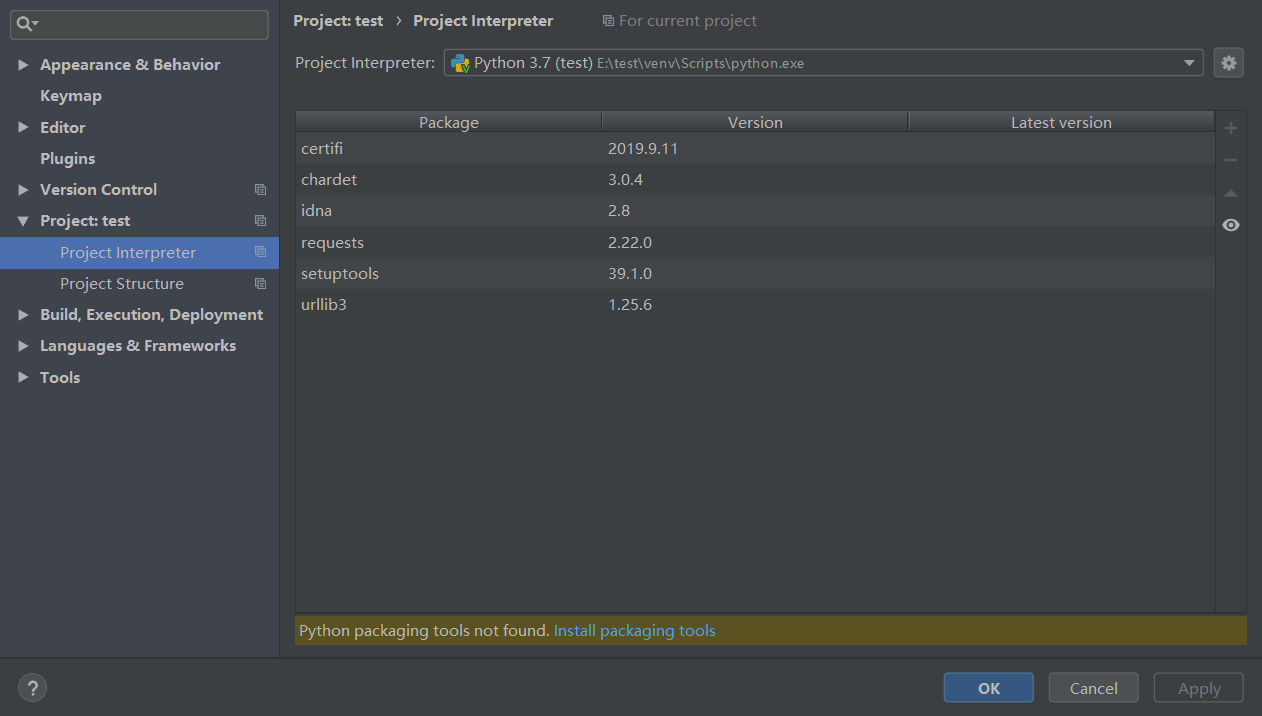 Project: test › Project Interpreter For current project
Project Interpreter: Python 3.7 (test) E:\test\venv\Scripts\python.exe
Appearance & Behavior
Keymap
Editor
Plugins
Version Control
Project: test
Project Interpreter
Project Structure
Build, Execution, Deployment
Languages & Frameworks
Tools
Package Version Latest version
certifi 2019.9.11
chardet 3.0.4
idna 2.8
requests 2.22.0
setuptools 39.1.0
urllib3 1.25.6
Python packaging tools not found. Install packaging tools
? OK Cancel Apply